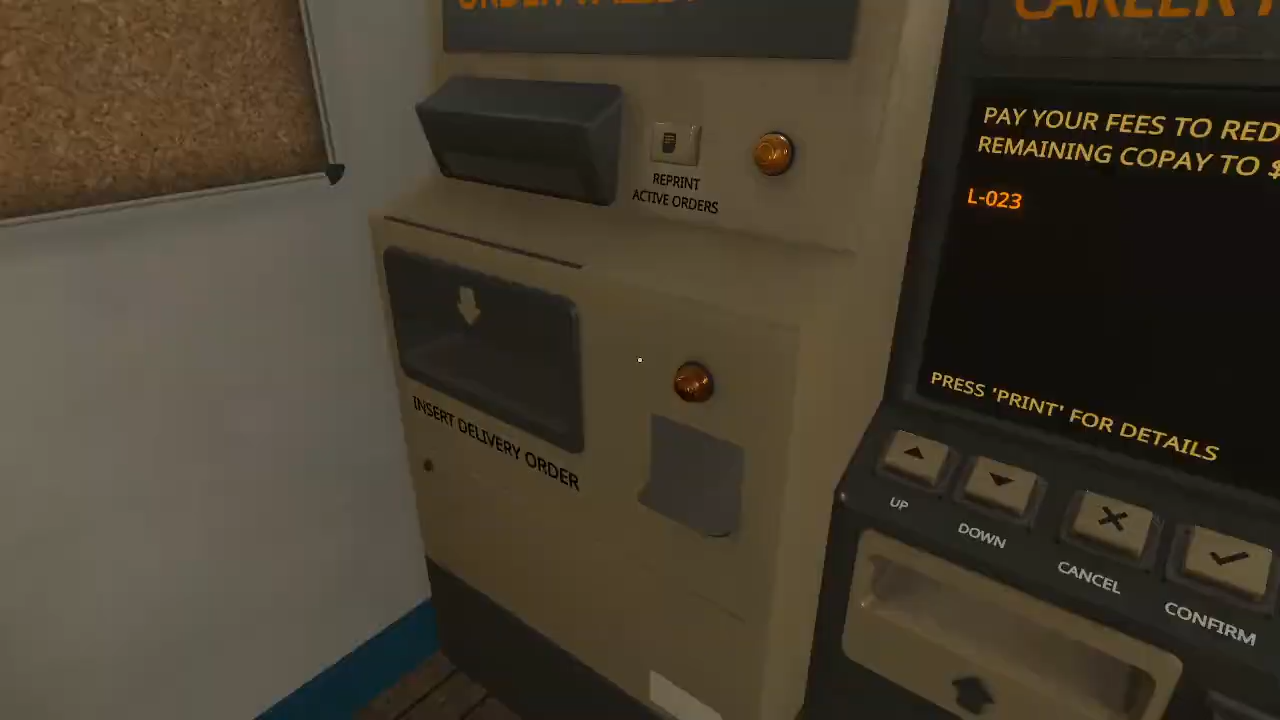 REPRINT
ACTIVE ORDERS
INSERT DELIVERY ORDER
CAREER
PAY YOUR FEES TO RED
REMAINING COPAY TO $
L-023
PRESS 'PRINT' FOR DETAILS
UP
DOWN
CANCEL
CONFIRM